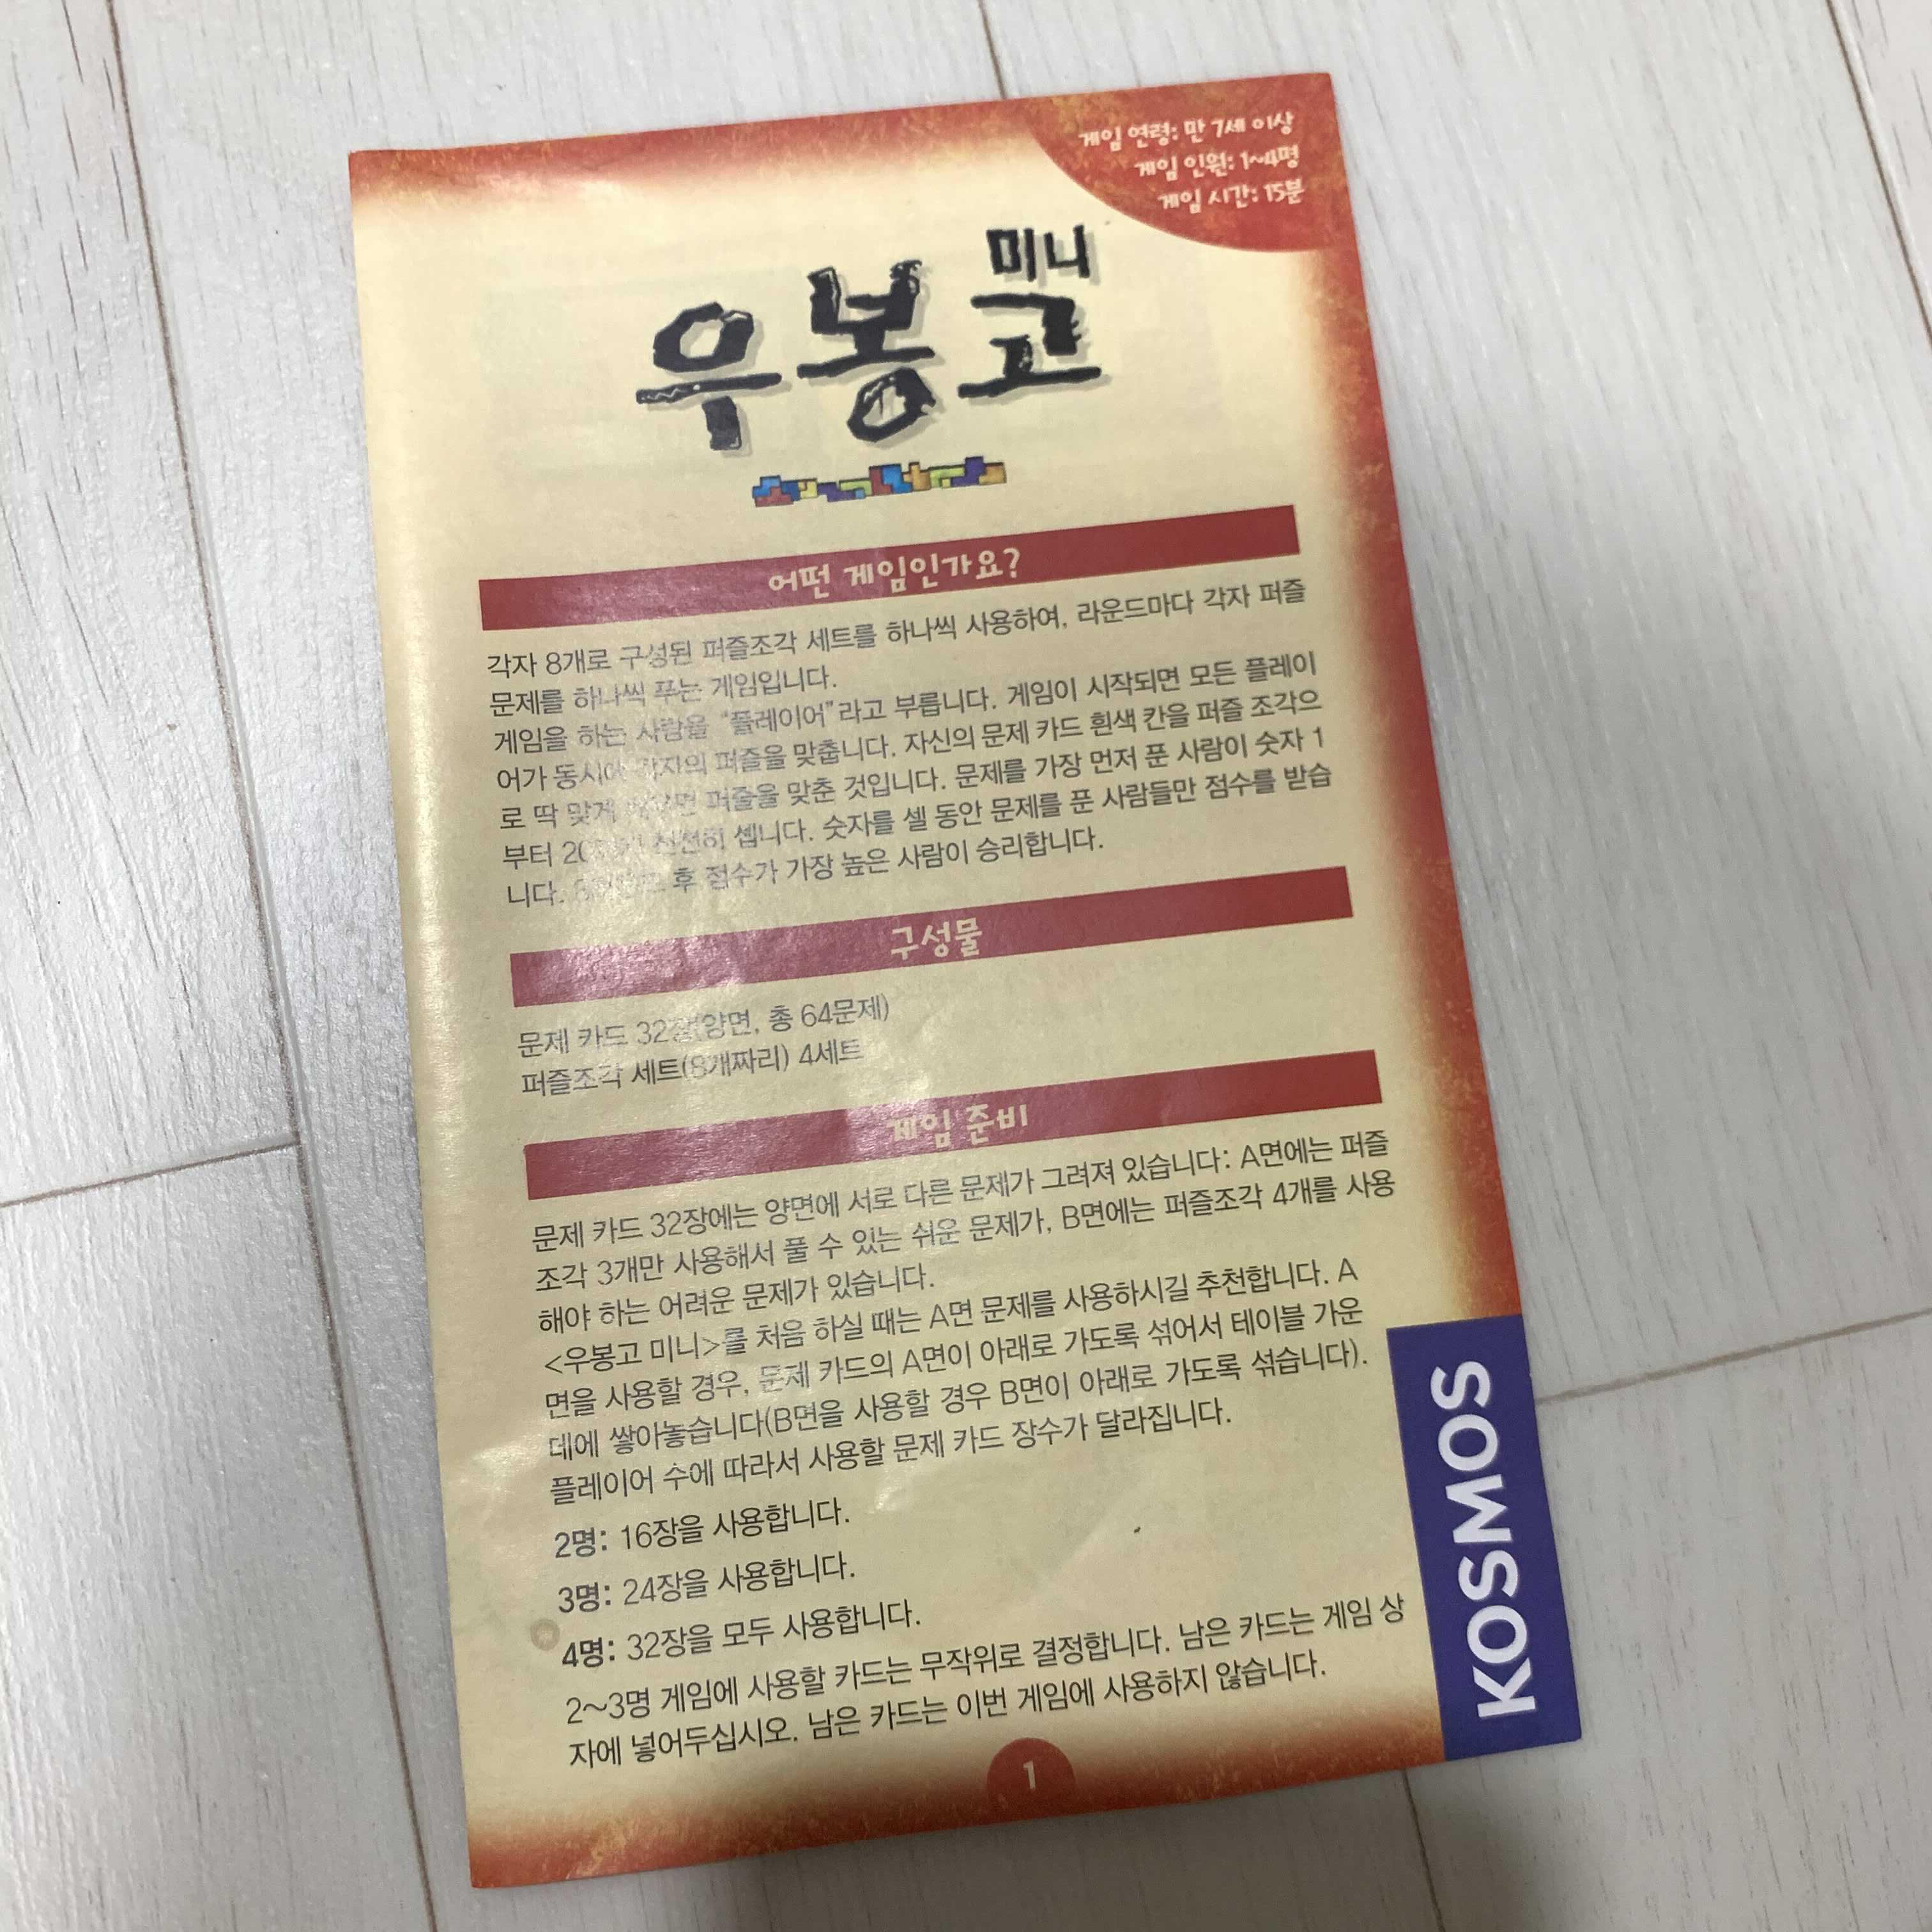 게임 연령: 만 7세 이상
게임 인원: 1~4명
게임 시간: 15분
우봉고 미니
어떤 게임인가요?
각자 8개로 구성된 퍼즐조각 세트를 하나씩 사용하여, 라운드마다 각자 퍼즐
문제를 하나씩 푸는 게임입니다.
게임을 하는 사람을 "플레이어"라고 부릅니다. 게임이 시작되면 모든 플레이
어가 동시에 각자의 퍼즐을 맞춥니다. 자신의 문제 카드 흰색 칸을 퍼즐 조각으
로 딱 맞게 퍼즐을 맞춘 것입니다. 문제를 가장 먼저 푼 사람이 숫자 1
부터 천천히 셉니다. 숫자를 셀 동안 문제를 푼 사람들만 점수를 받습
니다. 후 점수가 가장 높은 사람이 승리합니다.
구성물
문제 카드 32장(양면, 총 64문제)
퍼즐조각 세트(8개짜리) 4세트
게임 준비
문제 카드 32장에는 양면에 서로 다른 문제가 그려져 있습니다: A면에는 퍼즐
조각 3개만 사용해서 풀 수 있는 쉬운 문제가, B면에는 퍼즐조각 4개를 사용
해야 하는 어려운 문제가 있습니다.
<우봉고 미니>를 처음 하실 때는 A면 문제를 사용하시길 추천합니다. A
면을 사용할 경우, 문제 카드의 A면이 아래로 가도록 섞어서 테이블 가운
데에 쌓아놓습니다(B면을 사용할 경우 B면이 아래로 가도록 섞습니다).
플레이어 수에 따라서 사용할 문제 카드 장수가 달라집니다.
2명: 16장을 사용합니다.
3명: 24장을 사용합니다.
4명: 32장을 모두 사용합니다.
2~3명 게임에 사용할 카드는 무작위로 결정합니다. 남은 카드는 게임 상
자에 넣어두십시오. 남은 카드는 이번 게임에 사용하지 않습니다.
KOSMOS
1